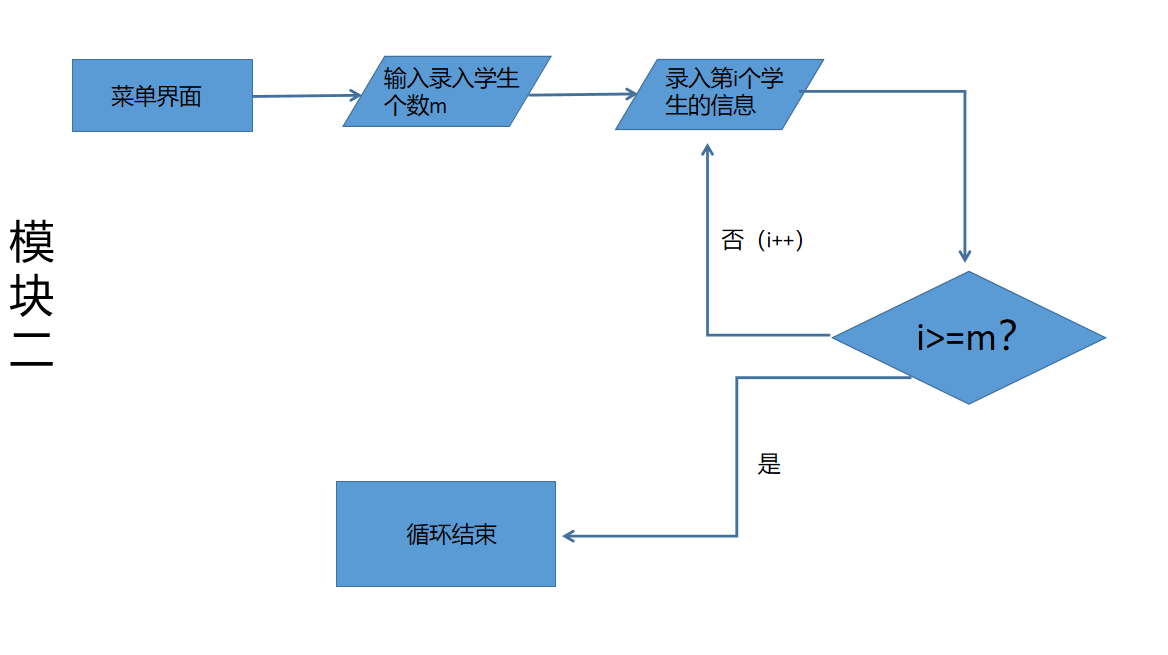 菜单界面
输入录入学生
个数m
录入第i个学
生的信息
模
块
二
否（i++）
i>=m？
是
循环结束